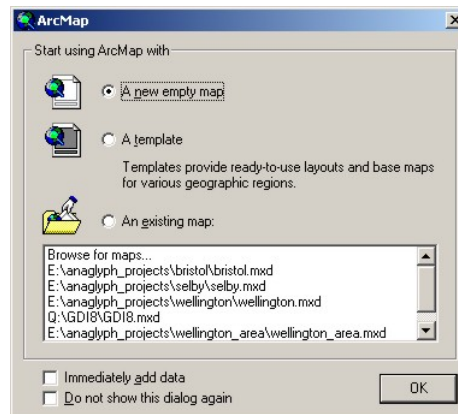 ArcMap
Start using ArcMap with
A new empty map
A template
Templates provide ready-to-use layouts and base maps
for various geographic regions.
An existing map:
Browse for maps...
E:\anaglyph_projects\bristol\bristol.mxd
E:\anaglyph_projects\selby\selby.mxd
E:\anaglyph_projects\wellington\wellington.mxd
Q:\GDI8\GDI8.mxd
E:\anaglyph_projects\wellington_area\wellington_area.mxd
Immediately add data
Do not show this dialog again
OK